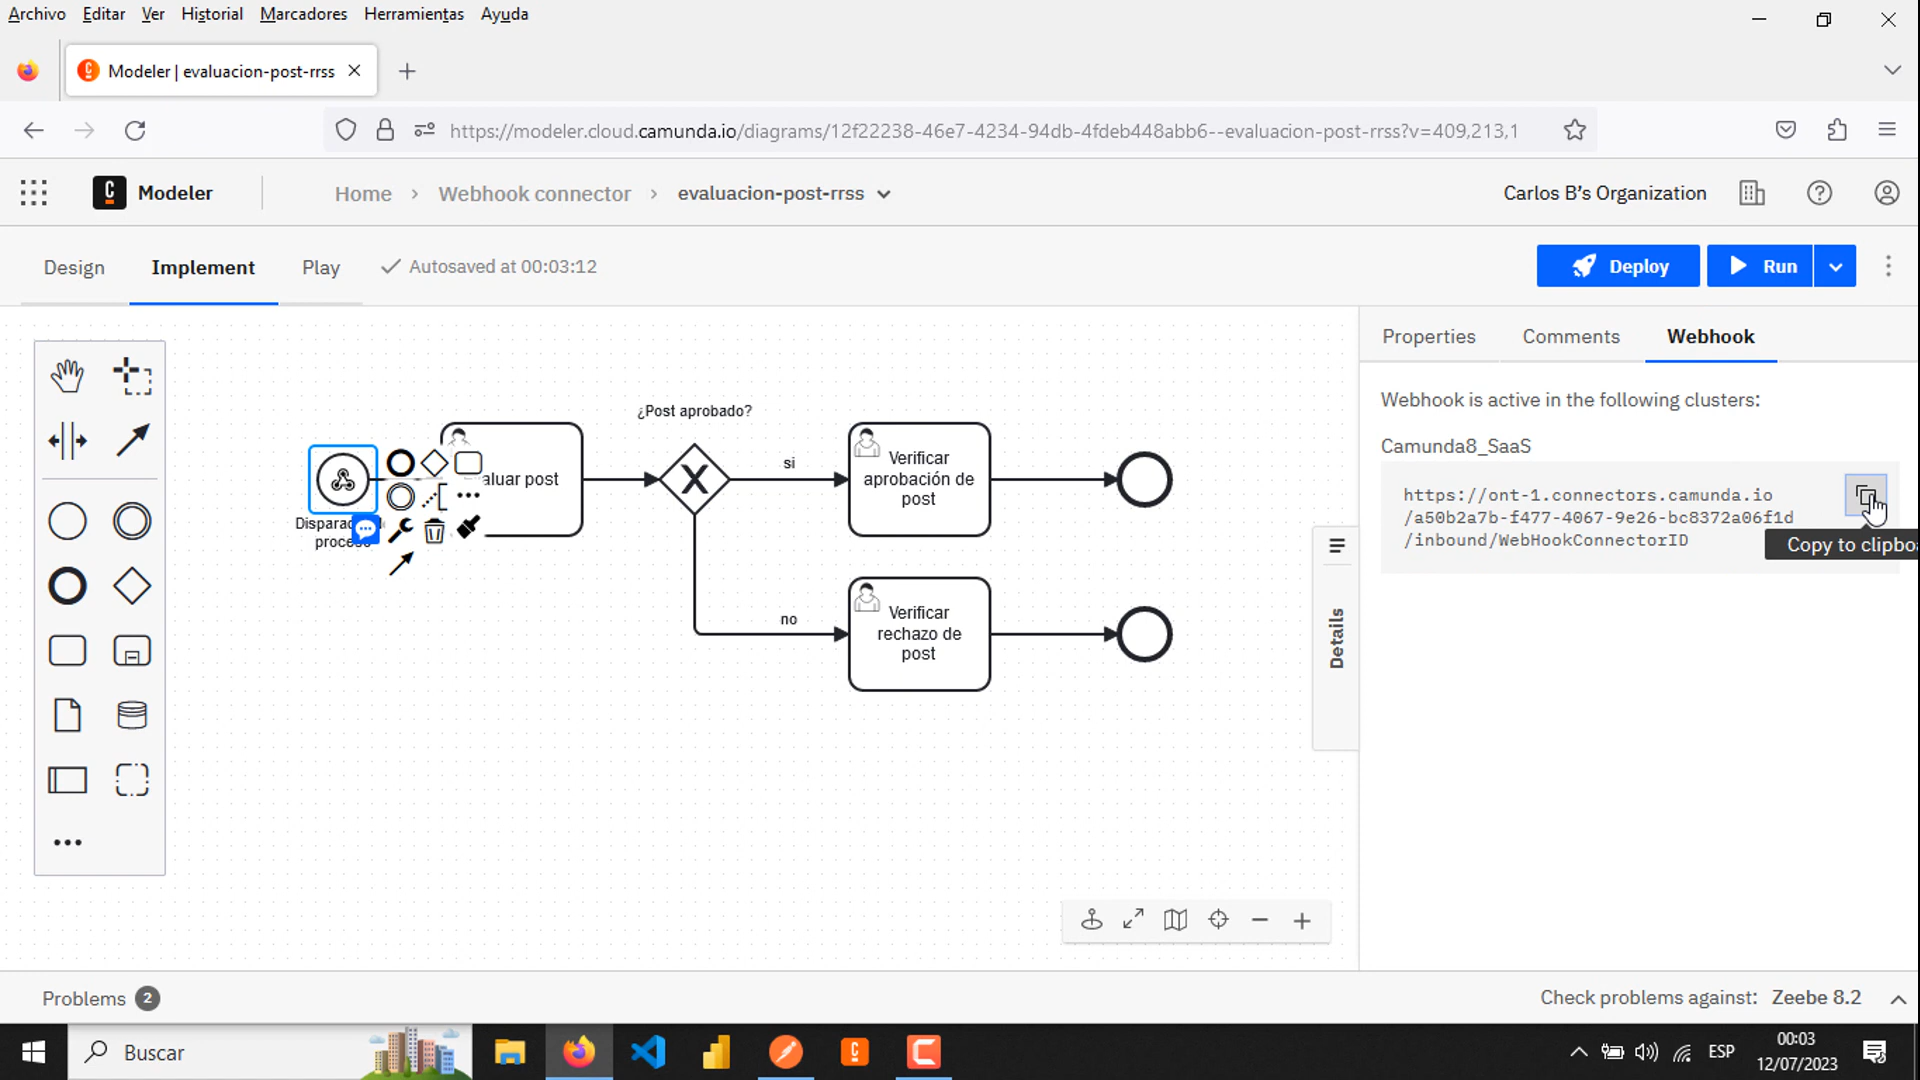 Archivo Editar Ver Historial Marcadores Herramientas Ayuda
Modeler | evaluacion-post-rrss
https://modeler.cloud.camunda.io/diagrams/12f22238-46e7-4234-94db-4fdeb448abb6--evaluacion-post-rrss?v=409,213,1
Modeler
Home > Webhook connector > evaluacion-post-rrss
Carlos B's Organization
Design Implement Play Autosaved at 00:03:12
Deploy Run
Properties Comments Webhook
Webhook is active in the following clusters:
Camunda8_SaaS
https://ont-1.connectors.camunda.io
/a50b2a7b-f477-4067-9e26-bc8372a06f1d
/inbound/WebHookConnectorID
Copy to clipbo
¿Post aprobado?
aluar post
X
si
Verificar
aprobación de
post
no
Verificar
rechazo de
post
proceso
Details
Problems 2
Check problems against: Zeebe 8.2
Buscar
ESP
00:03
12/07/2023